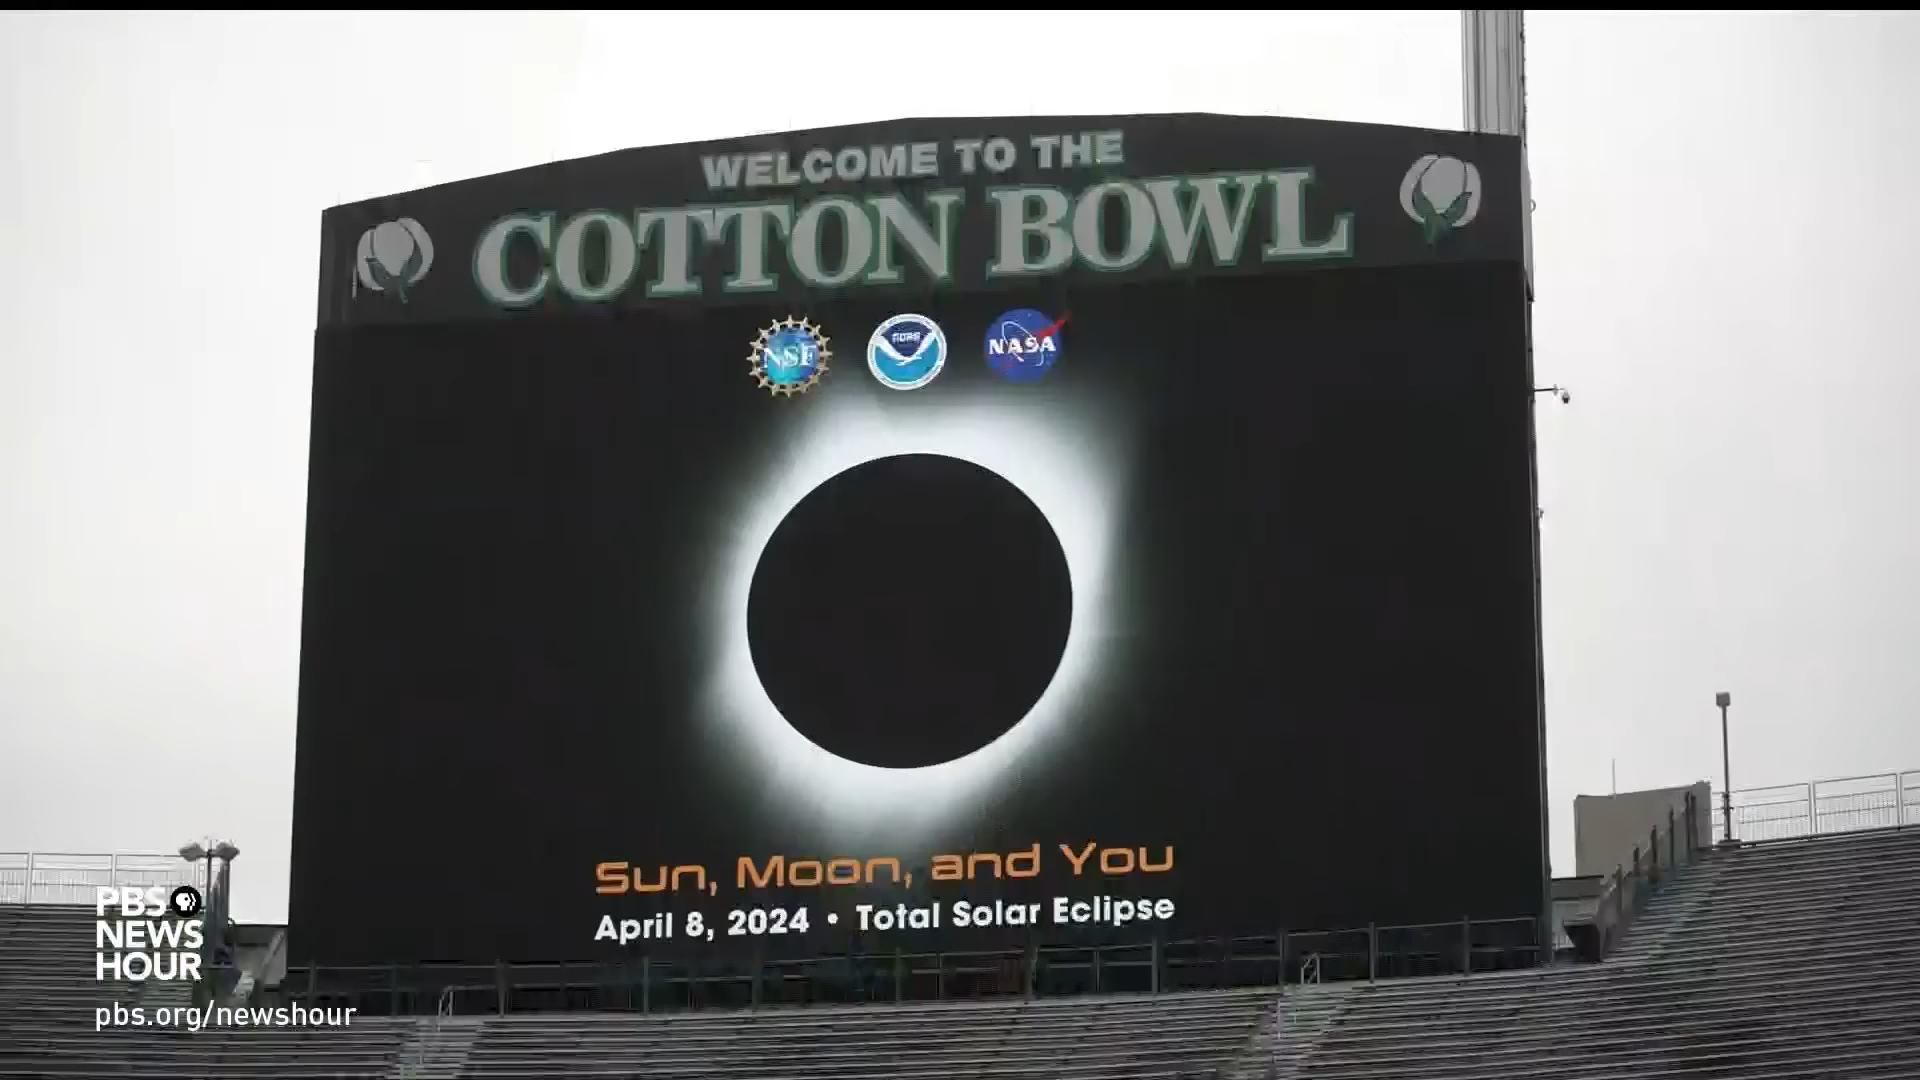 WELCOME TO THE
COTTON BOWL
NSF
NASA
Sun, Moon, and You
April 8, 2024 • Total Solar Eclipse
PBS
NEWS
HOUR
pbs.org/newshour